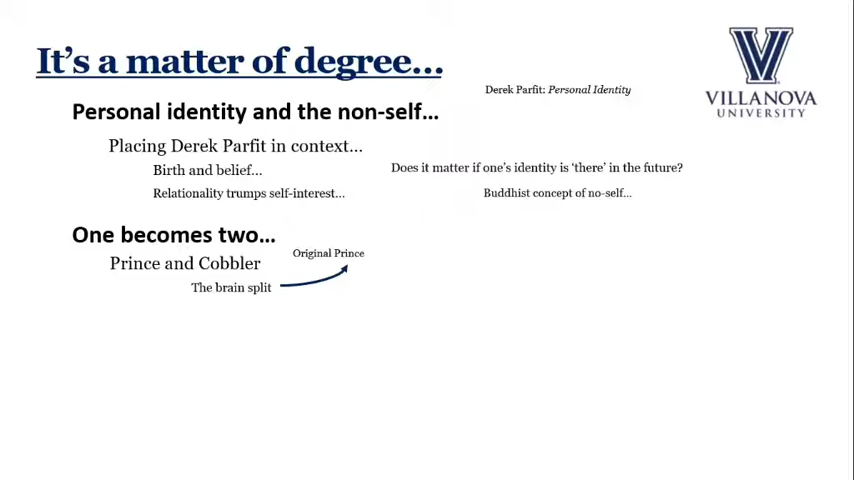 It's a matter of degree...
Derek Parfit: Personal Identity
VILLANOVA
UNIVERSITY
Personal identity and the non-self...
Placing Derek Parfit in context...
Birth and belief...
Does it matter if one's identity is 'there' in the future?
Relationality trumps self-interest...
Buddhist concept of no-self...
One becomes two...
Original Prince
Prince and Cobbler
The brain split